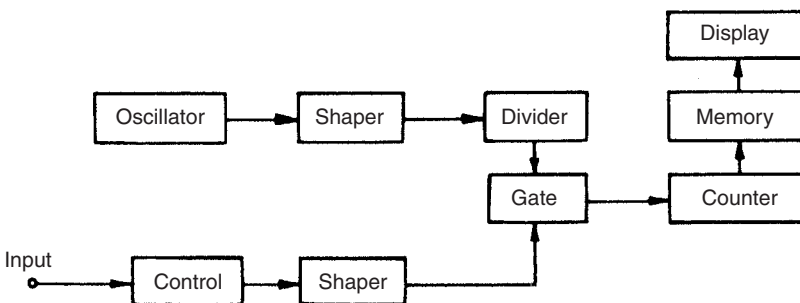 Display
Oscillator
Shaper
Divider
Memory
Gate
Counter
Input
Control
Shaper